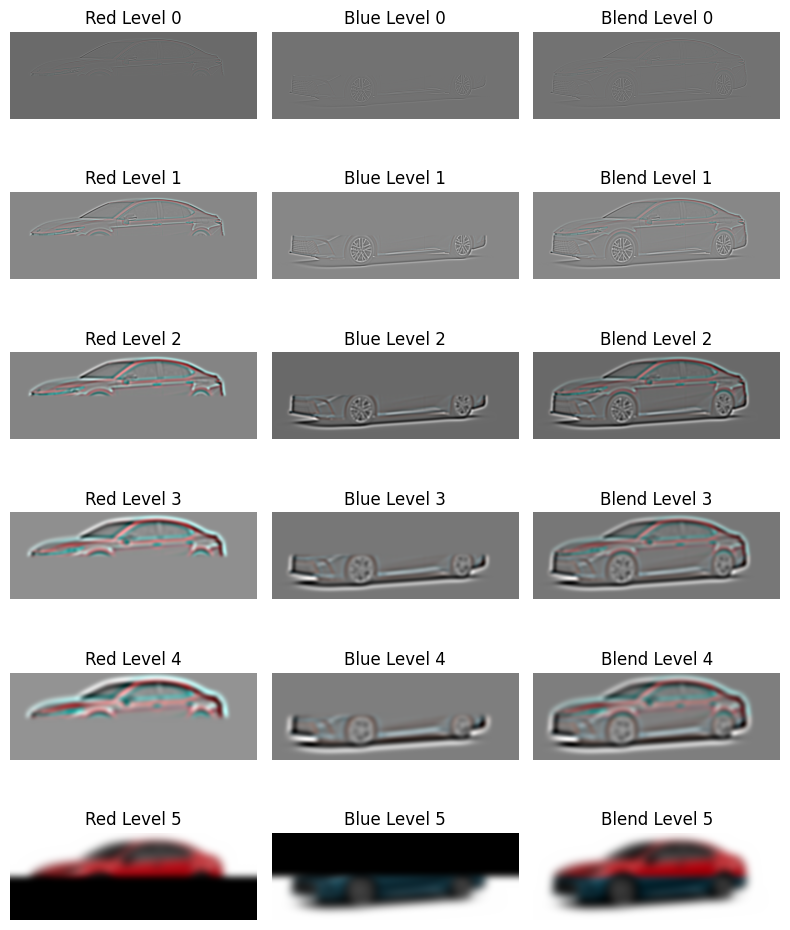 Red Level 0
Blue Level 0
Blend Level 0
Red Level 1
Blue Level 1
Blend Level 1
Red Level 2
Blue Level 2
Blend Level 2
Red Level 3
Blue Level 3
Blend Level 3
Red Level 4
Blue Level 4
Blend Level 4
Red Level 5
Blue Level 5
Blend Level 5